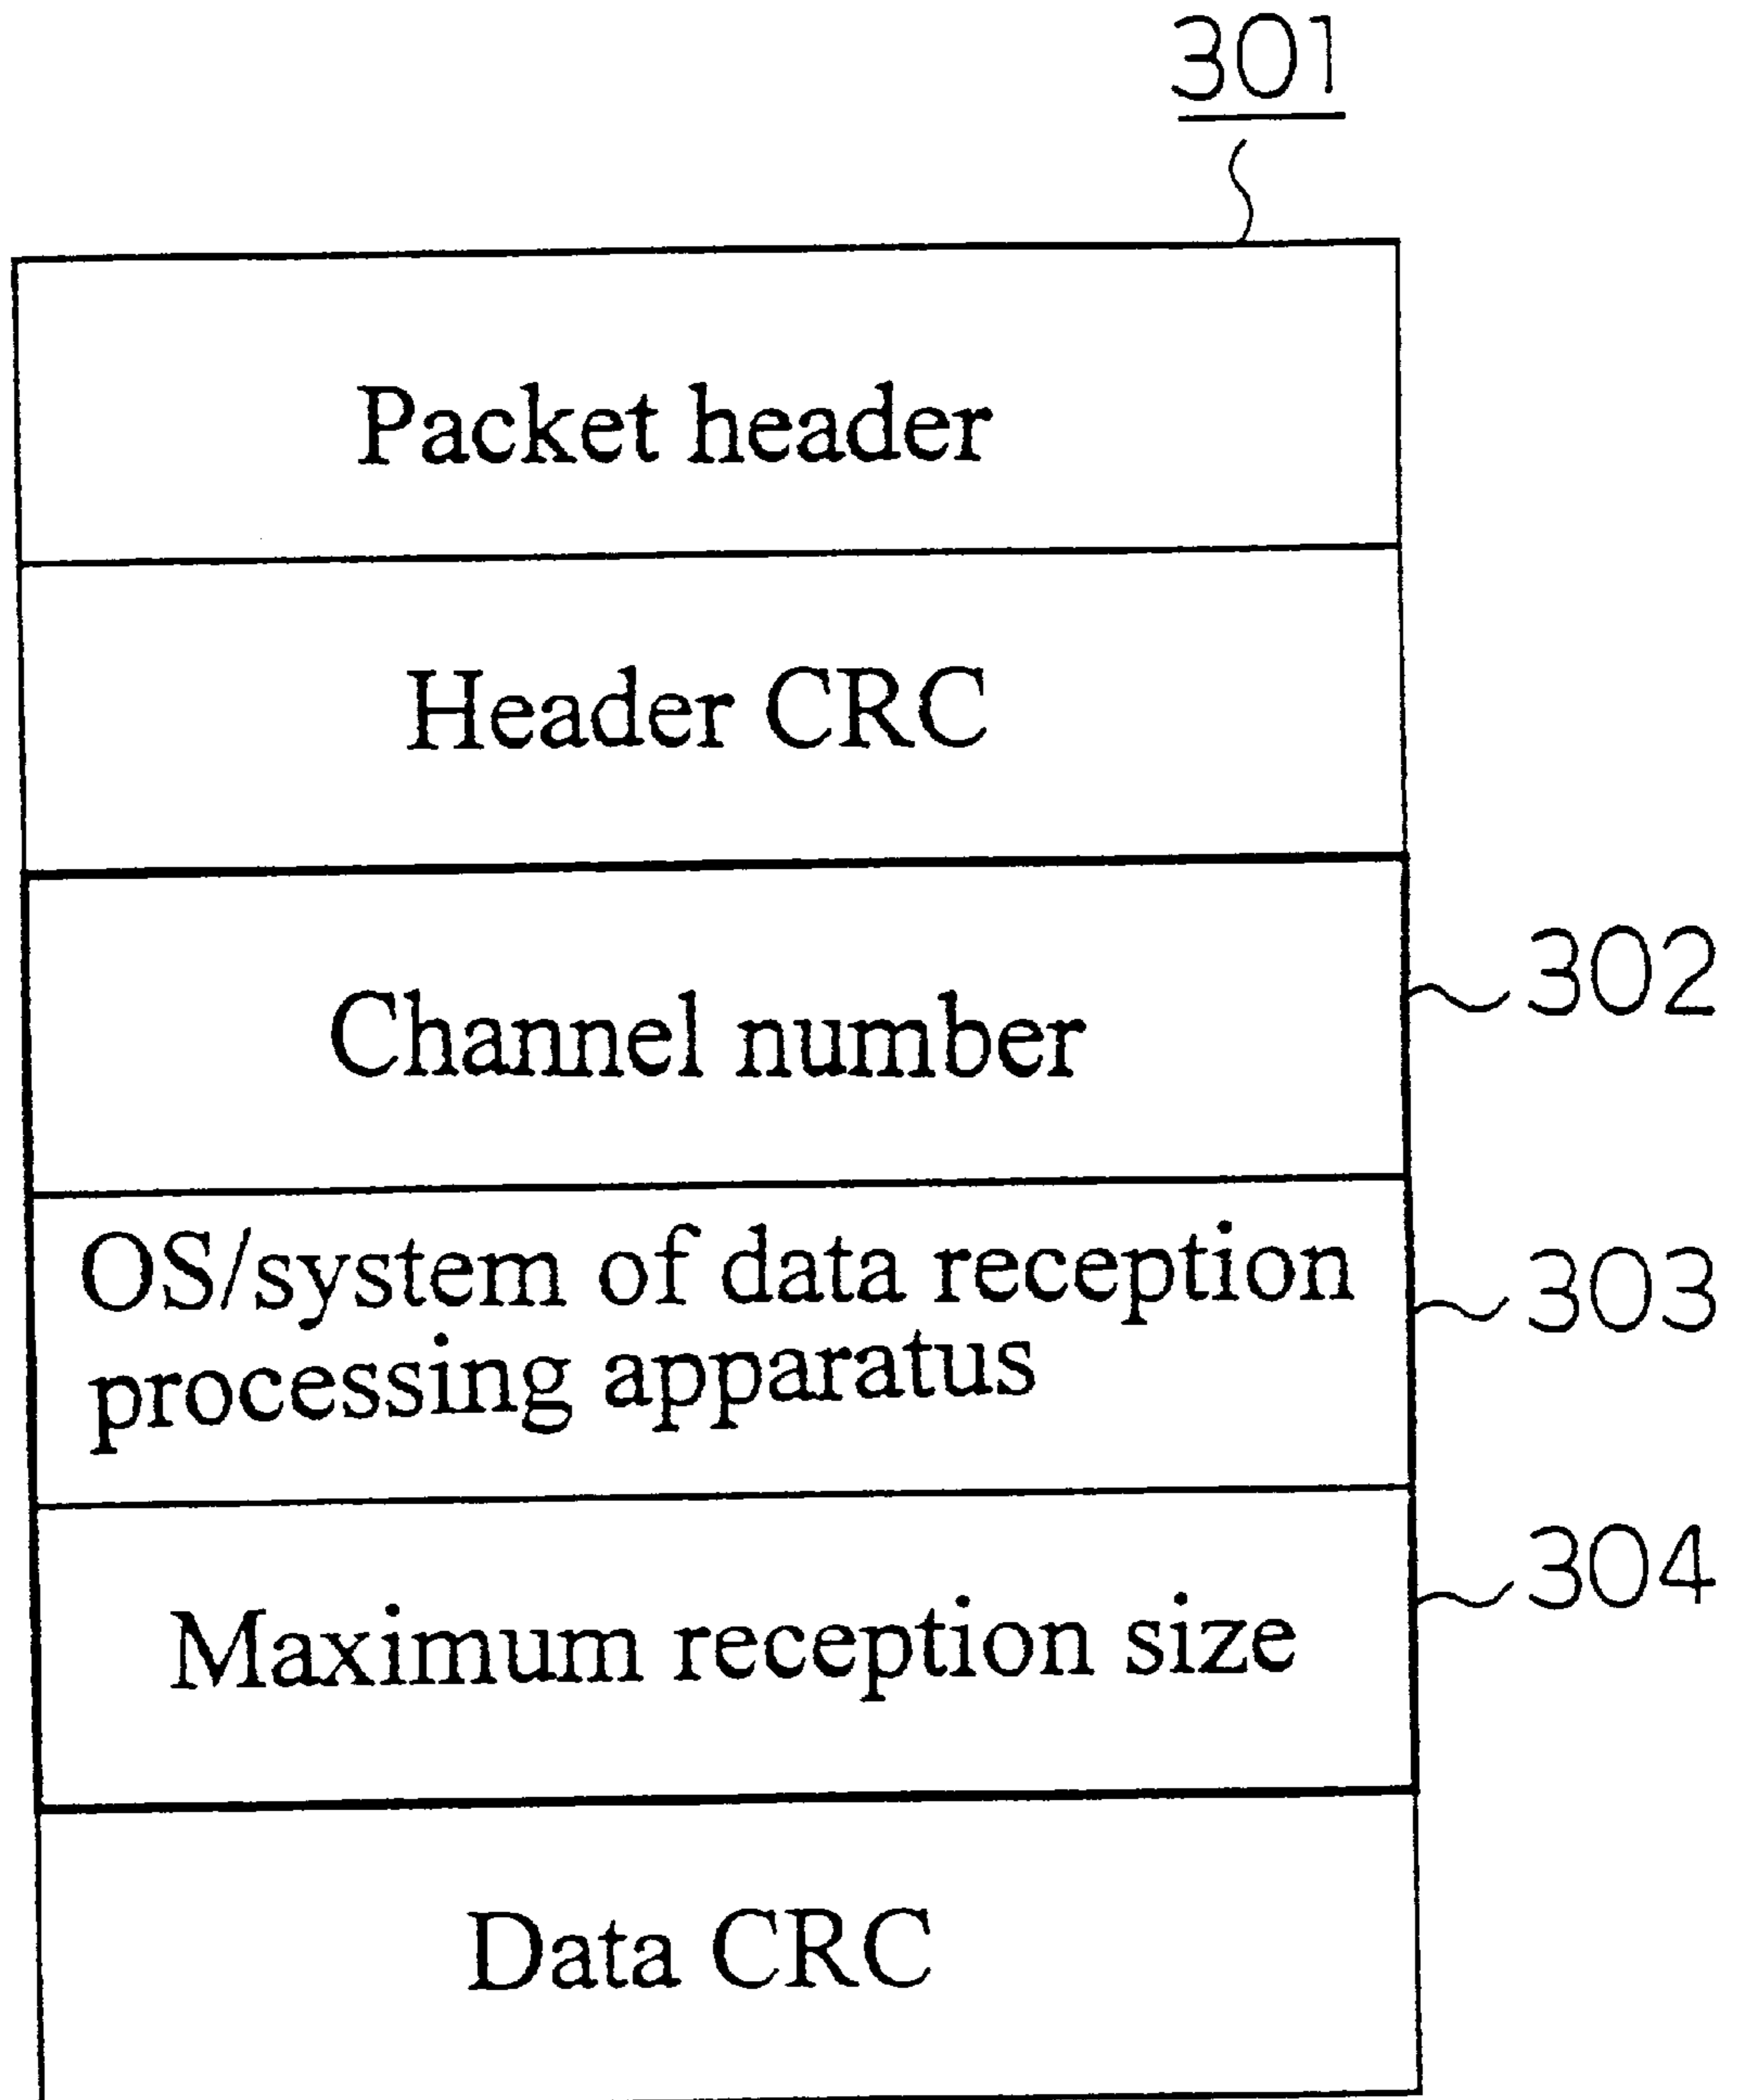 301
Packet header
Header CRC
Channel number
302
OS/system of data reception
processing apparatus
303
Maximum reception size
304
Data CRC